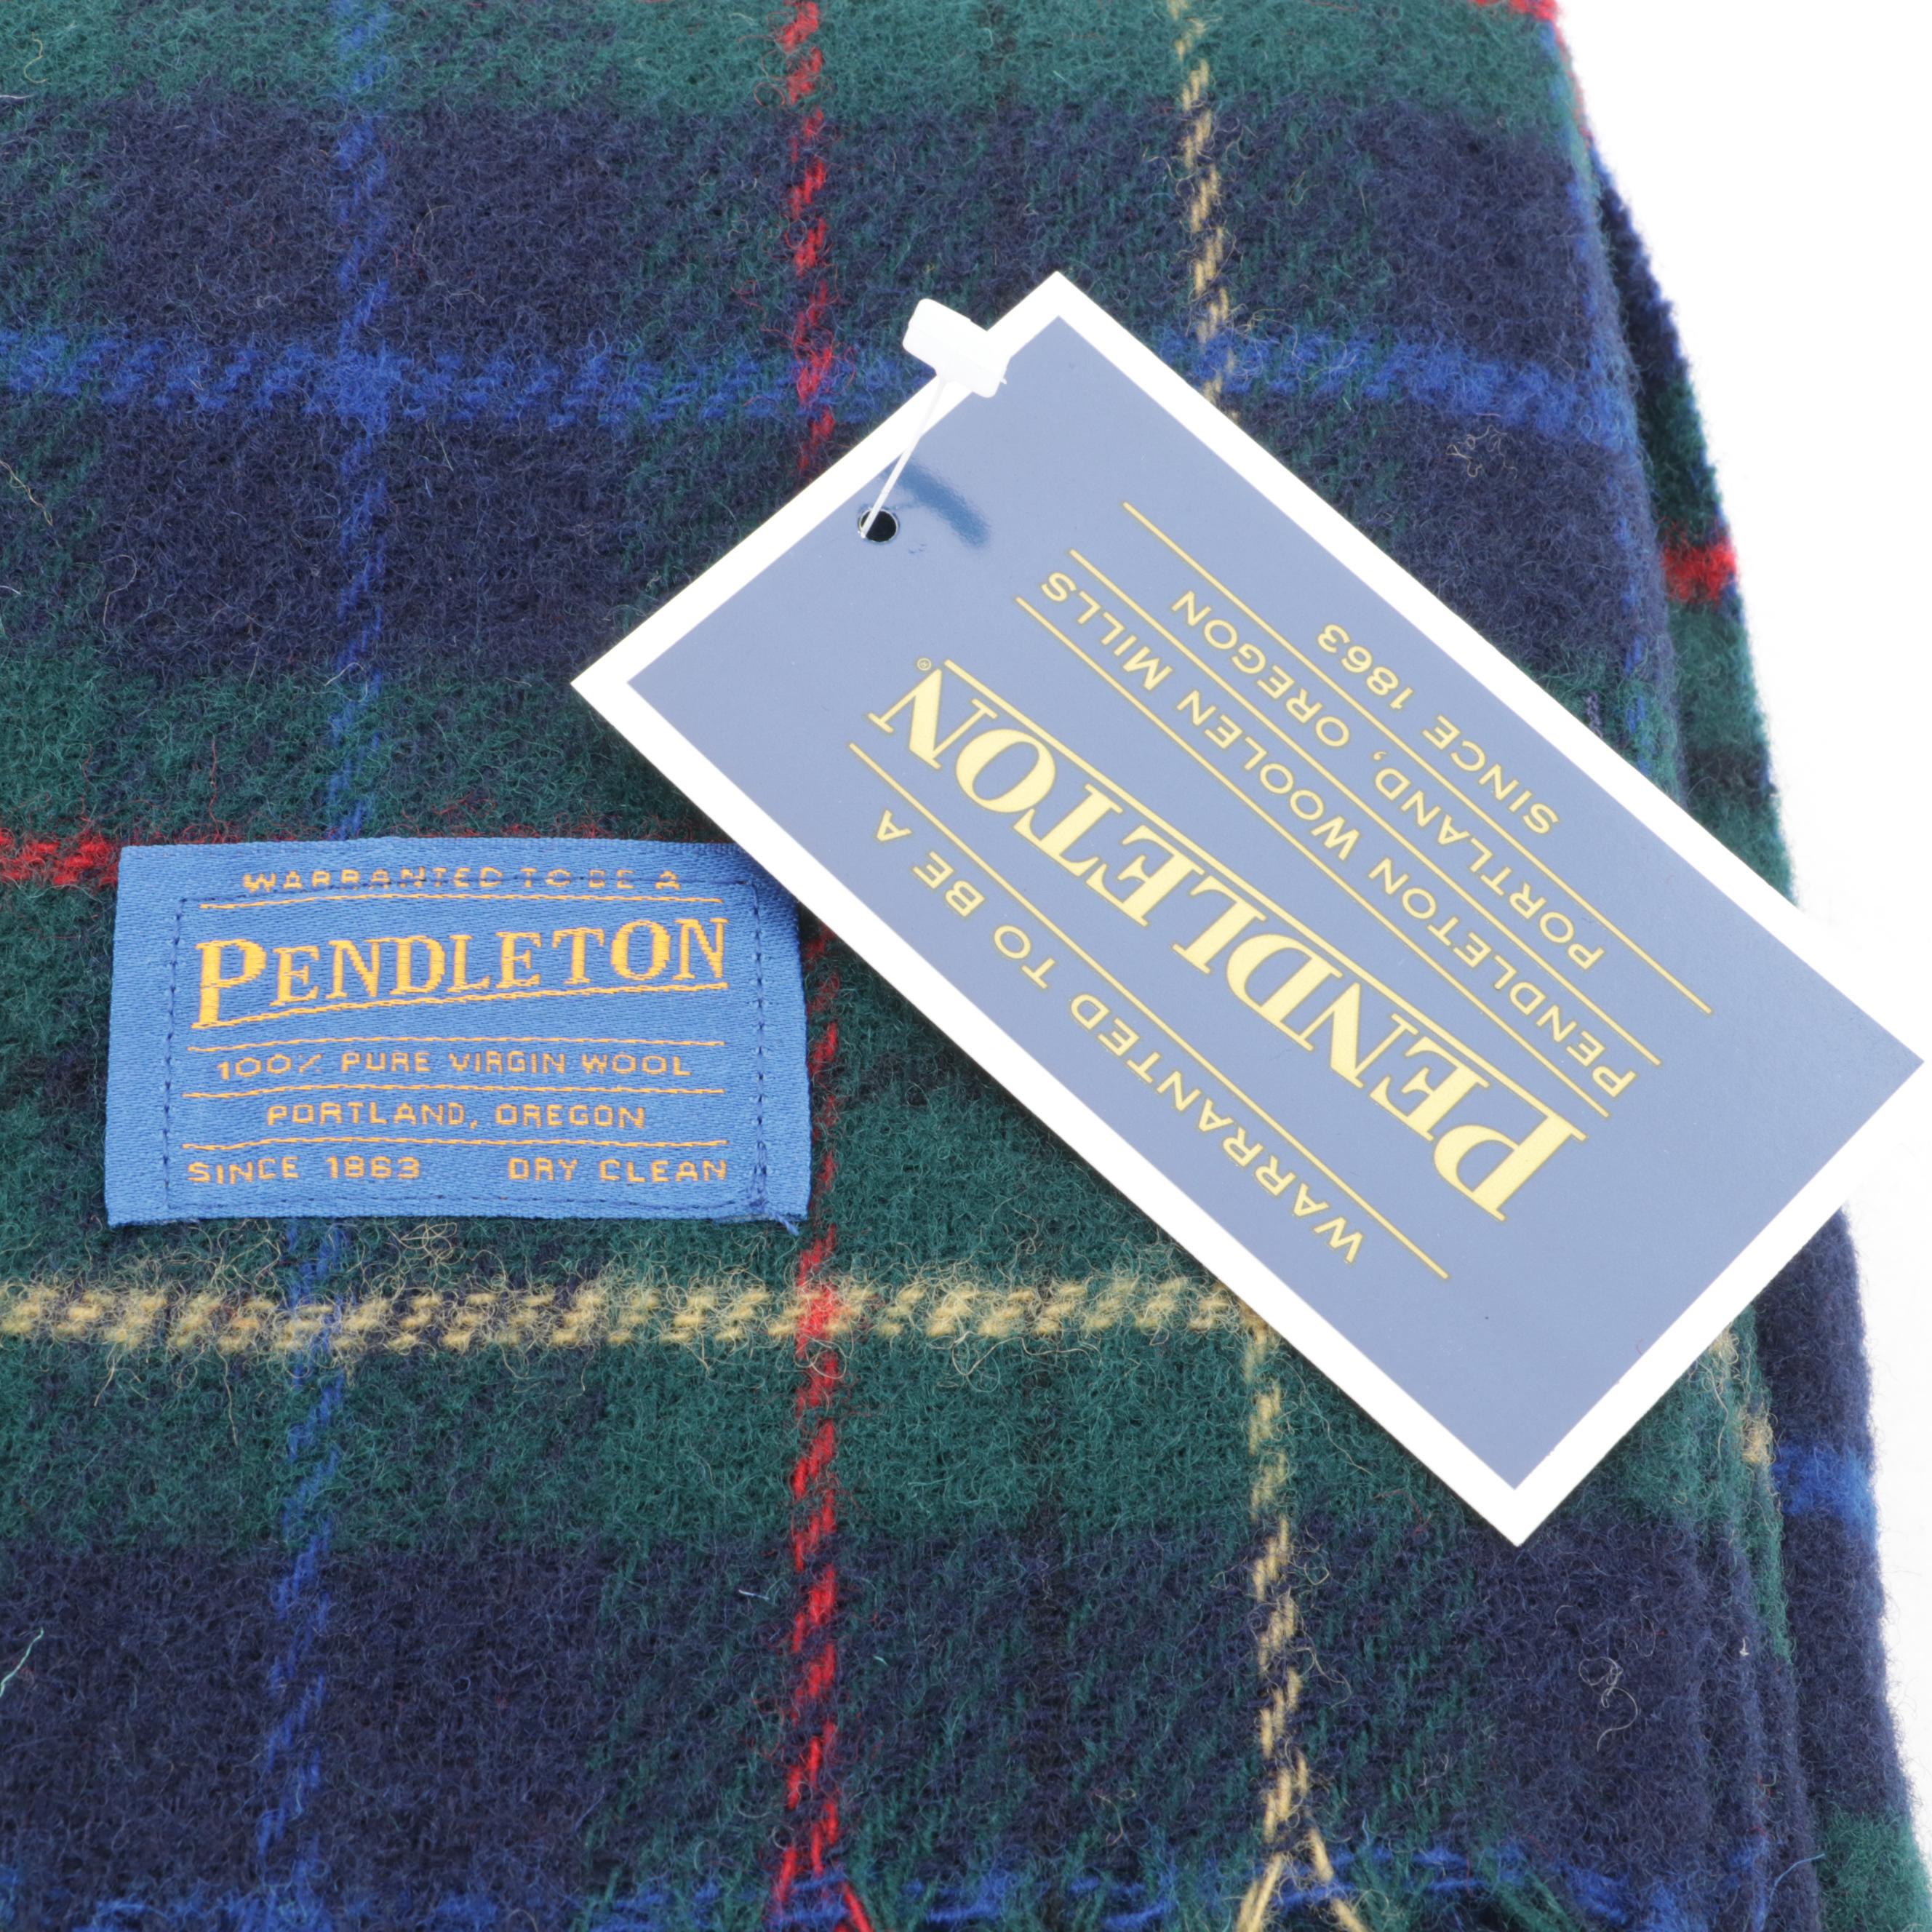 WARRANTED TO BE A
PENDLETON
100% PURE VIRGIN WOOL
PORTLAND, OREGON
SINCE 1863 DRY CLEAN
WARRANTED TO BE A
PENDLETON®
PENDLETON WOOLEN MILLS
PORTLAND, OREGON
SINCE 1863